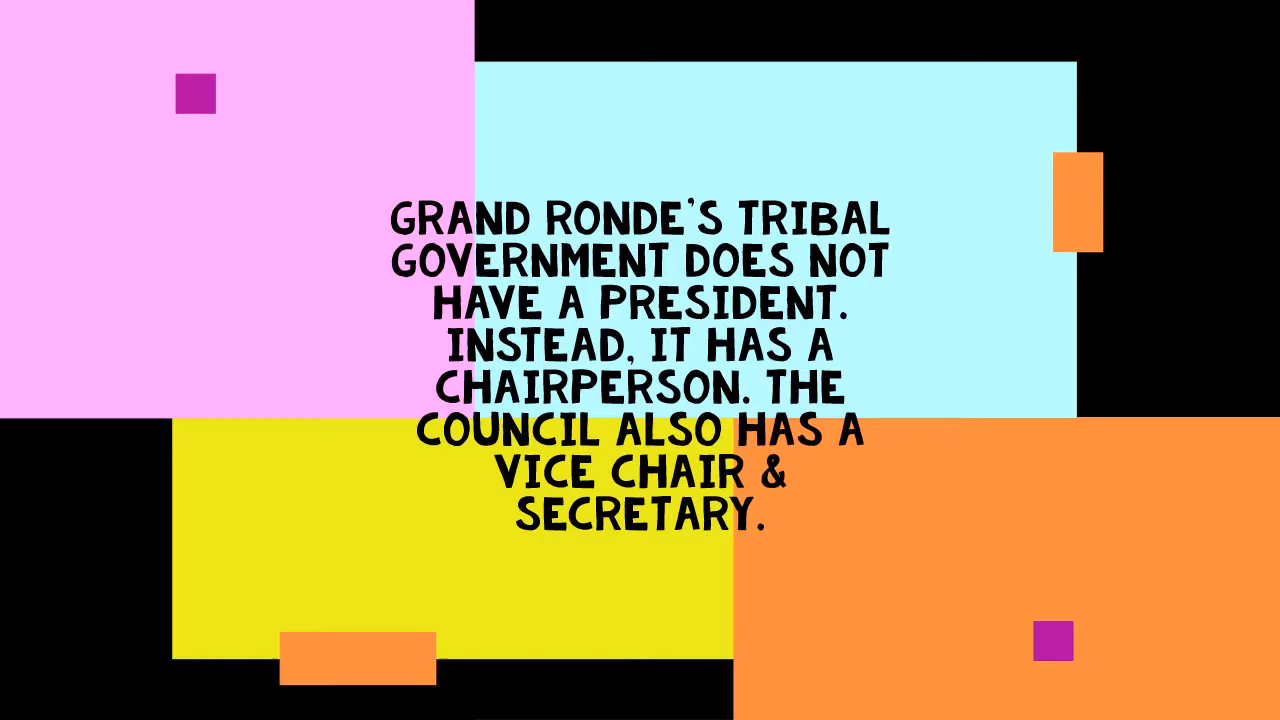 GRAND RONDE'S TRIBAL
GOVERNMENT DOES NOT
HAVE A PRESIDENT.
INSTEAD, IT HAS A
CHAIRPERSON. THE
COUNCIL ALSO HAS A
VICE CHAIR &
SECRETARY.